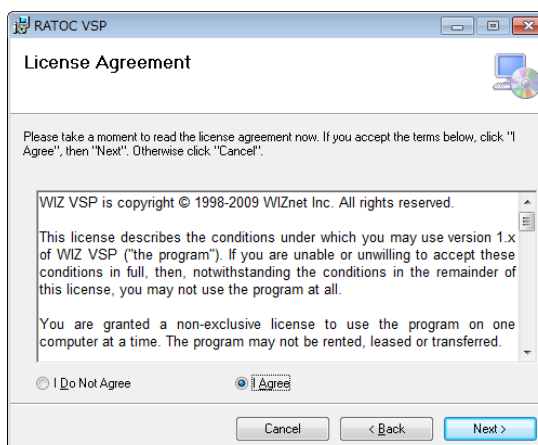 RATOC VSP
License Agreement
Please take a moment to read the license agreement now. If you accept the terms below, click "I
Agree", then "Next". Otherwise click "Cancel".
WIZ VSP is copyright © 1998-2009 WIZnet Inc. All rights reserved.
This license describes the conditions under which you may use version 1.x
of WIZ VSP ("the program"). If you are unable or unwilling to accept these
conditions in full, then, notwithstanding the conditions in the remainder of
this license, you may not use the program at all.
You are granted a non-exclusive license to use the program on one
computer at a time. The program may not be rented, leased or transferred.
I Do Not Agree
I Agree
Cancel
< Back
Next >